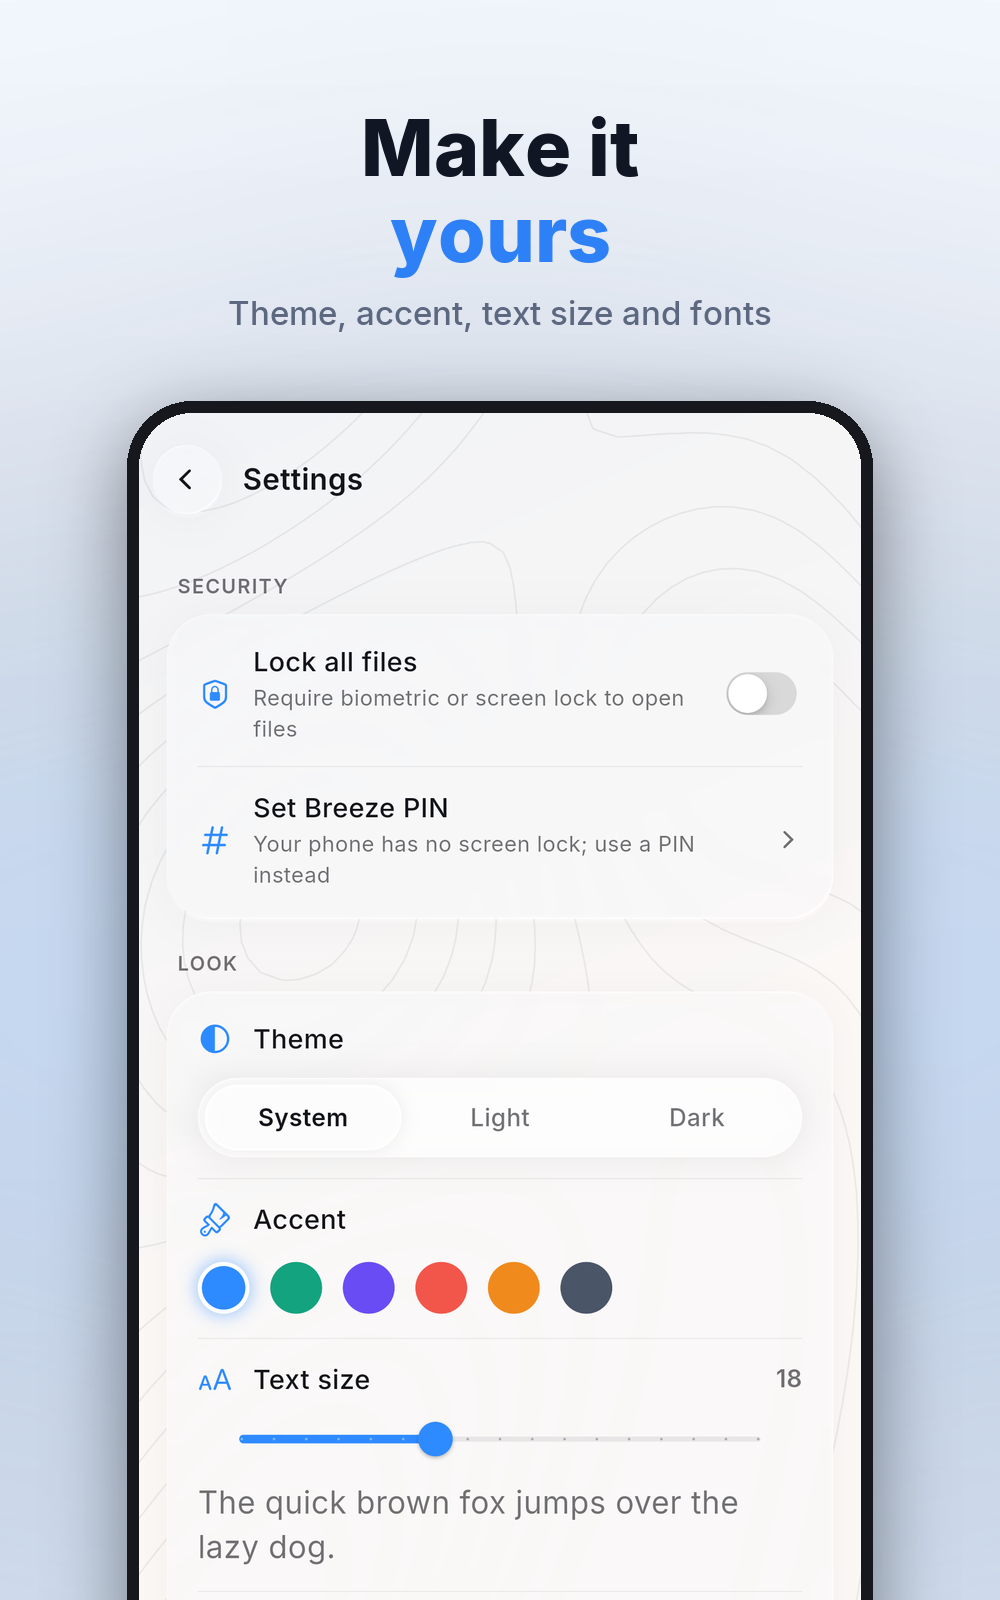 Make it
yours
Theme, accent, text size and fonts
Settings
SECURITY
Lock all files
Require biometric or screen lock to open
files
Set Breeze PIN
Your phone has no screen lock; use a PIN
instead
LOOK
Theme
System Light Dark
Accent
AA Text size 18
The quick brown fox jumps over the
lazy dog.